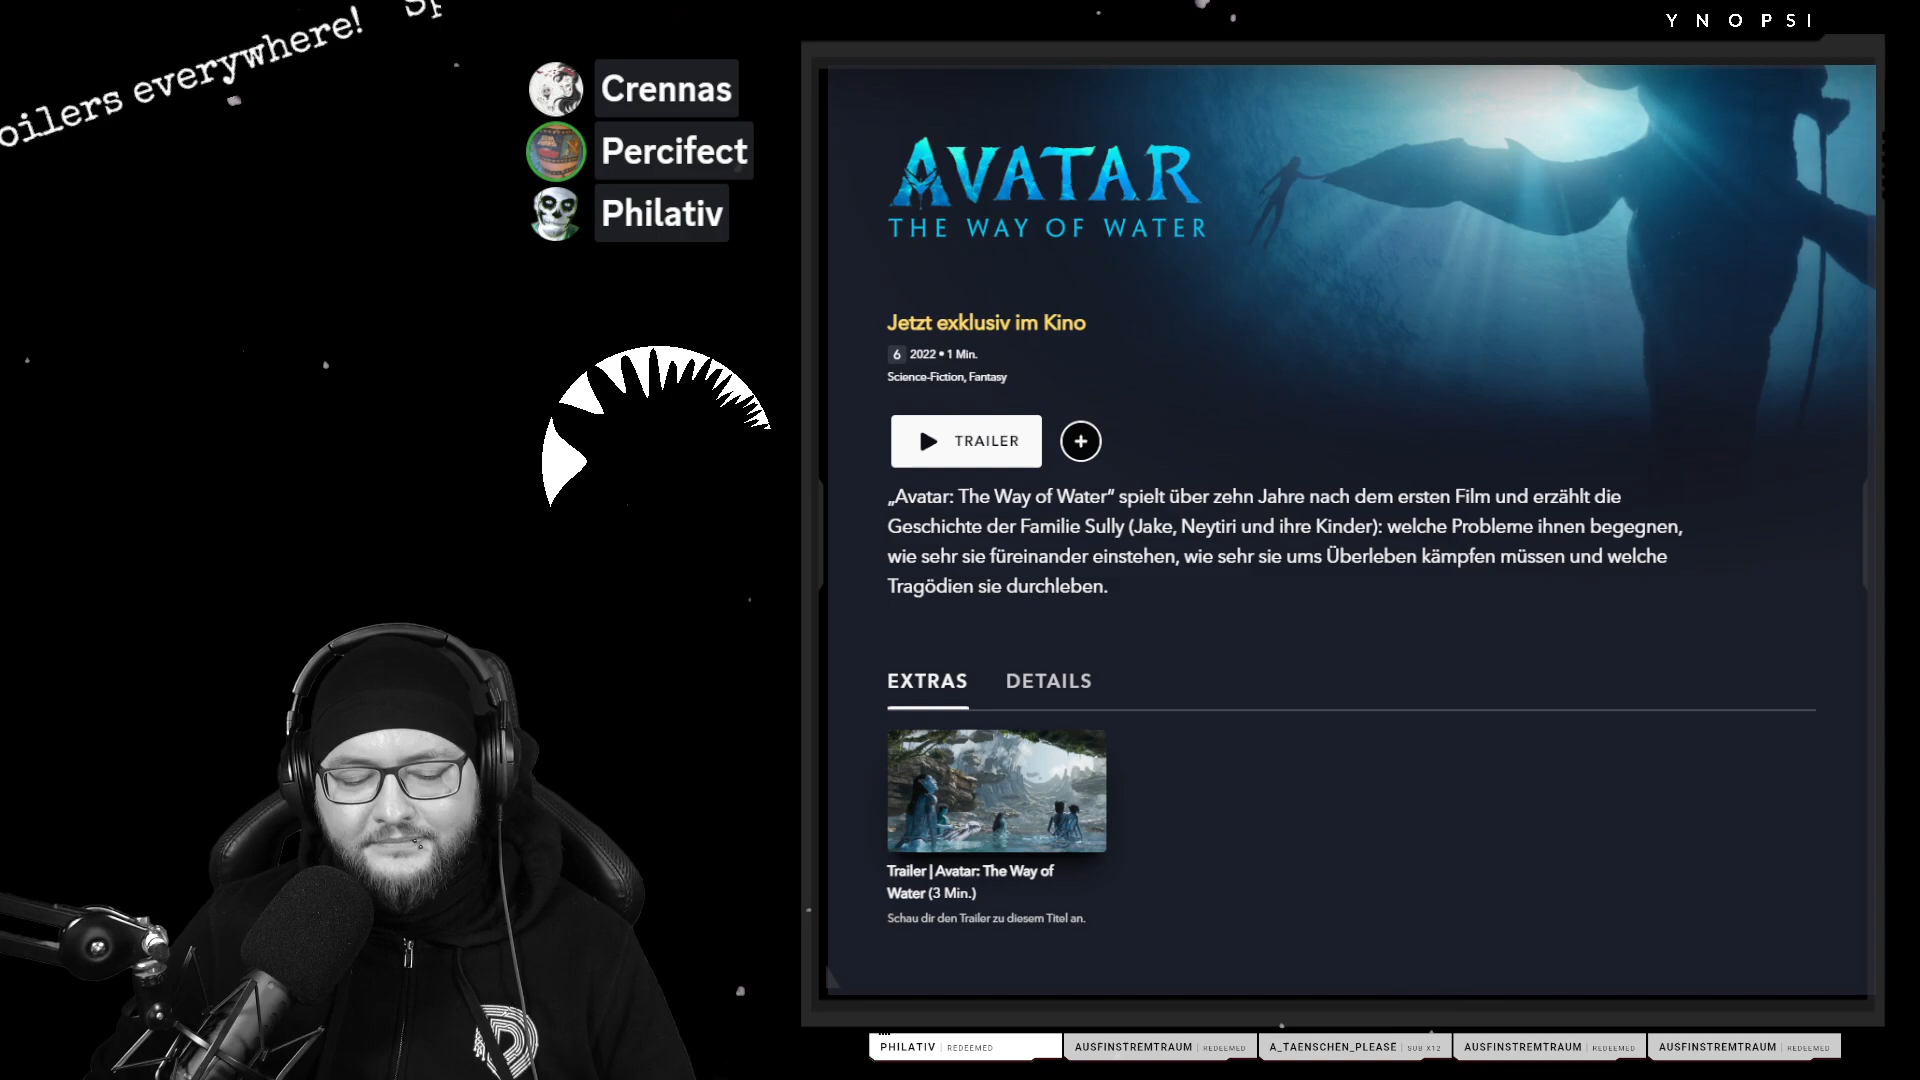 oilers everywhere!
Sp
YNOPSI
Crennas
Percifect
Philativ
AVATAR
THE WAY OF WATER
Jetzt exklusiv im Kino
6 2022 • 1 Min.
Science-Fiction, Fantasy
TRAILER
„Avatar: The Way of Water“ spielt über zehn Jahre nach dem ersten Film und erzählt die
Geschichte der Familie Sully (Jake, Neytiri und ihre Kinder): welche Probleme ihnen begegnen,
wie sehr sie füreinander einstehen, wie sehr sie ums Überleben kämpfen müssen und welche
Tragödien sie durchleben.
EXTRAS DETAILS
Trailer | Avatar: The Way of
Water (3 Min.)
Schau dir den Trailer zu diesem Titel an.
PHILATIV | REDEEMED
AUSFINSTREMTRAUM | REDEEMED
A_TAENSCHEN_PLEASE | SUB X12
AUSFINSTREMTRAUM | REDEEMED
AUSFINSTREMTRAUM | REDEEMED